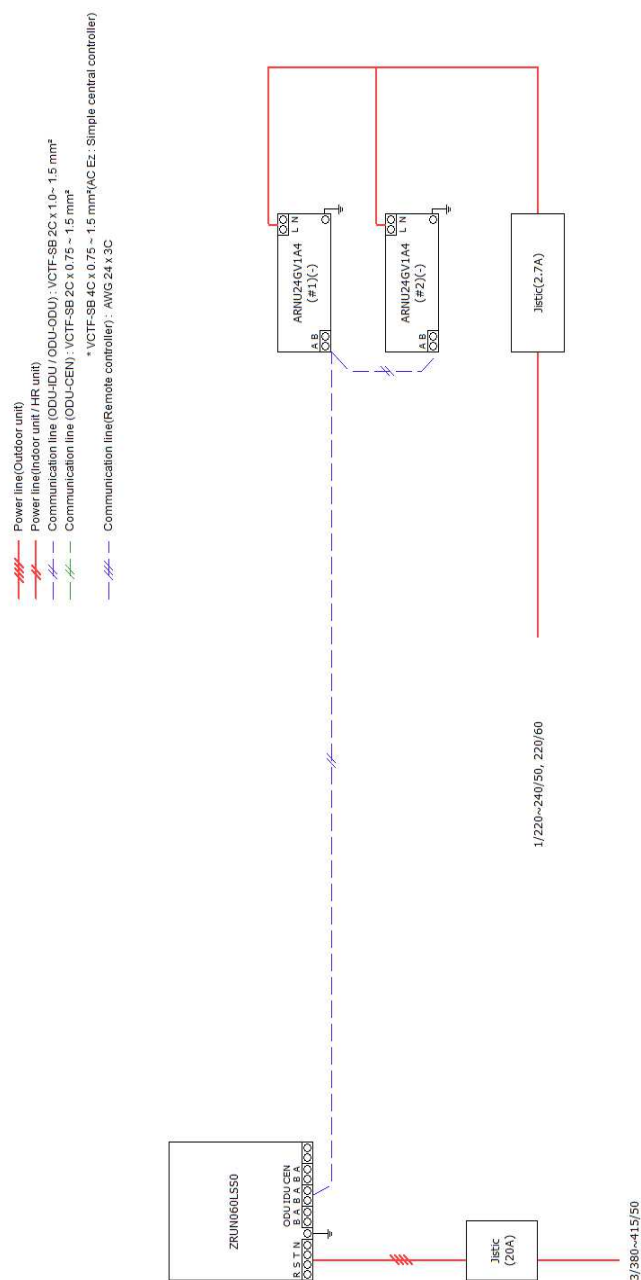 Power line(Outdoor unit)
Power line(Indoor unit / HR unit)
Communication line (ODU-IDU / ODU-ODU) : VCTF-SB 2C x 1.0~ 1.5 mm²
Communication line (ODU-CEN) : VCTF-SB 2C x 0.75 ~ 1.5 mm²
* VCTF-SB 4C x 0.75 ~ 1.5 mm²(AC Ez : Simple central controller)
Communication line(Remote controller) : AWG 24 x 3C
L N
ARNU24GV1A4
(#1)(-)
A B
L N
ARNU24GV1A4
(#2)(-)
A B
Jistic(2.7A)
1/220~240/50, 220/60
ZRUN060LSS0
ODU IDU CEN
B A B A B A
R S T N
Jistic
(20A)
3/380~415/50